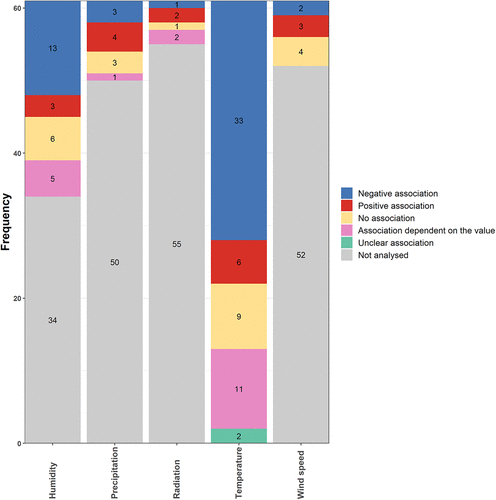 60
40
20
0
Frequency
13
3
6
5
34
3
4
3
1
50
1
2
1
2
55
33
6
9
11
2
2
3
4
52
Humidity
Precipitation
Radiation
Temperature
Wind speed
Negative association
Positive association
No association
Association dependent on the value
Unclear association
Not analysed